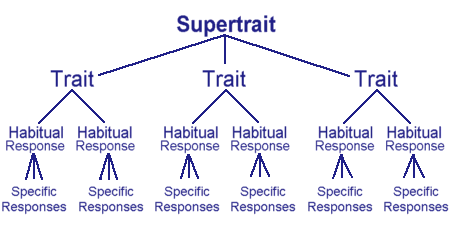 Supertrait
Trait Trait Trait
Habitual Habitual Habitual Habitual Habitual Habitual
Response Response Response Response Response Response
Specific Specific Specific Specific Specific Specific
Responses Responses Responses Responses Responses Responses